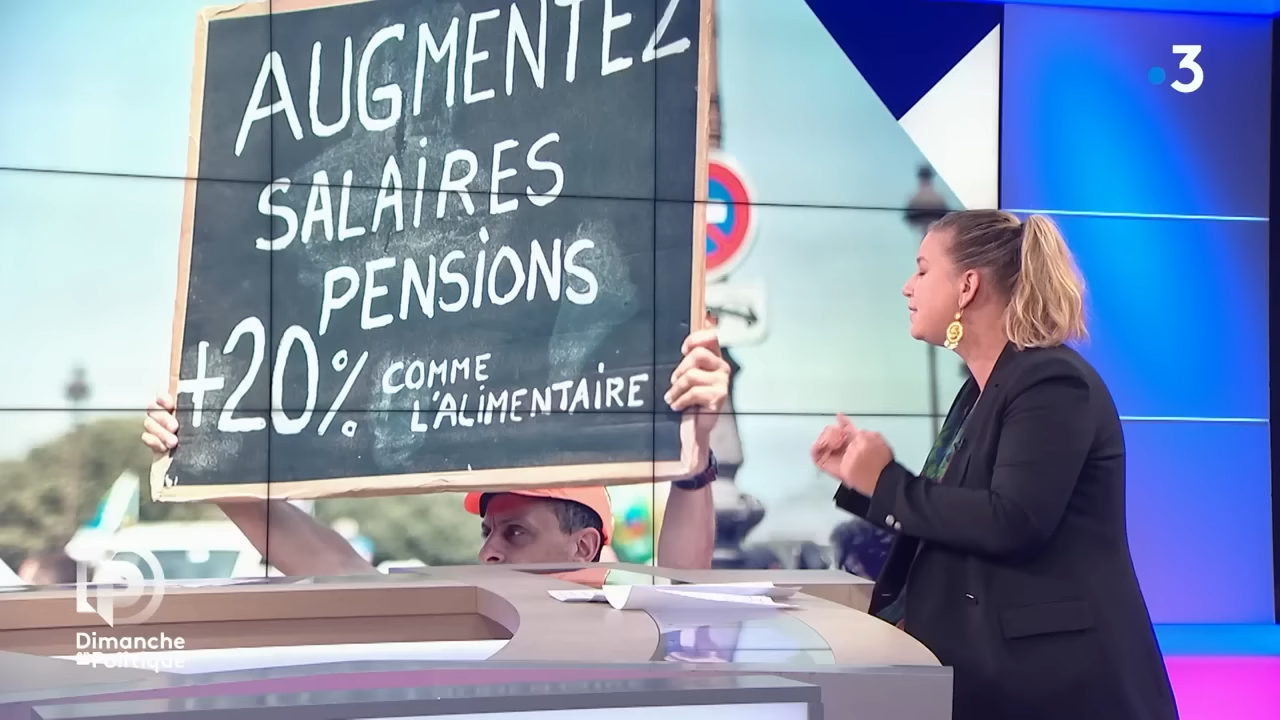 AUGMENTEZ
SALAIRES
PENSIONS
+20% COMME
L'ALIMENTAIRE
3
Dimanche
en Politique